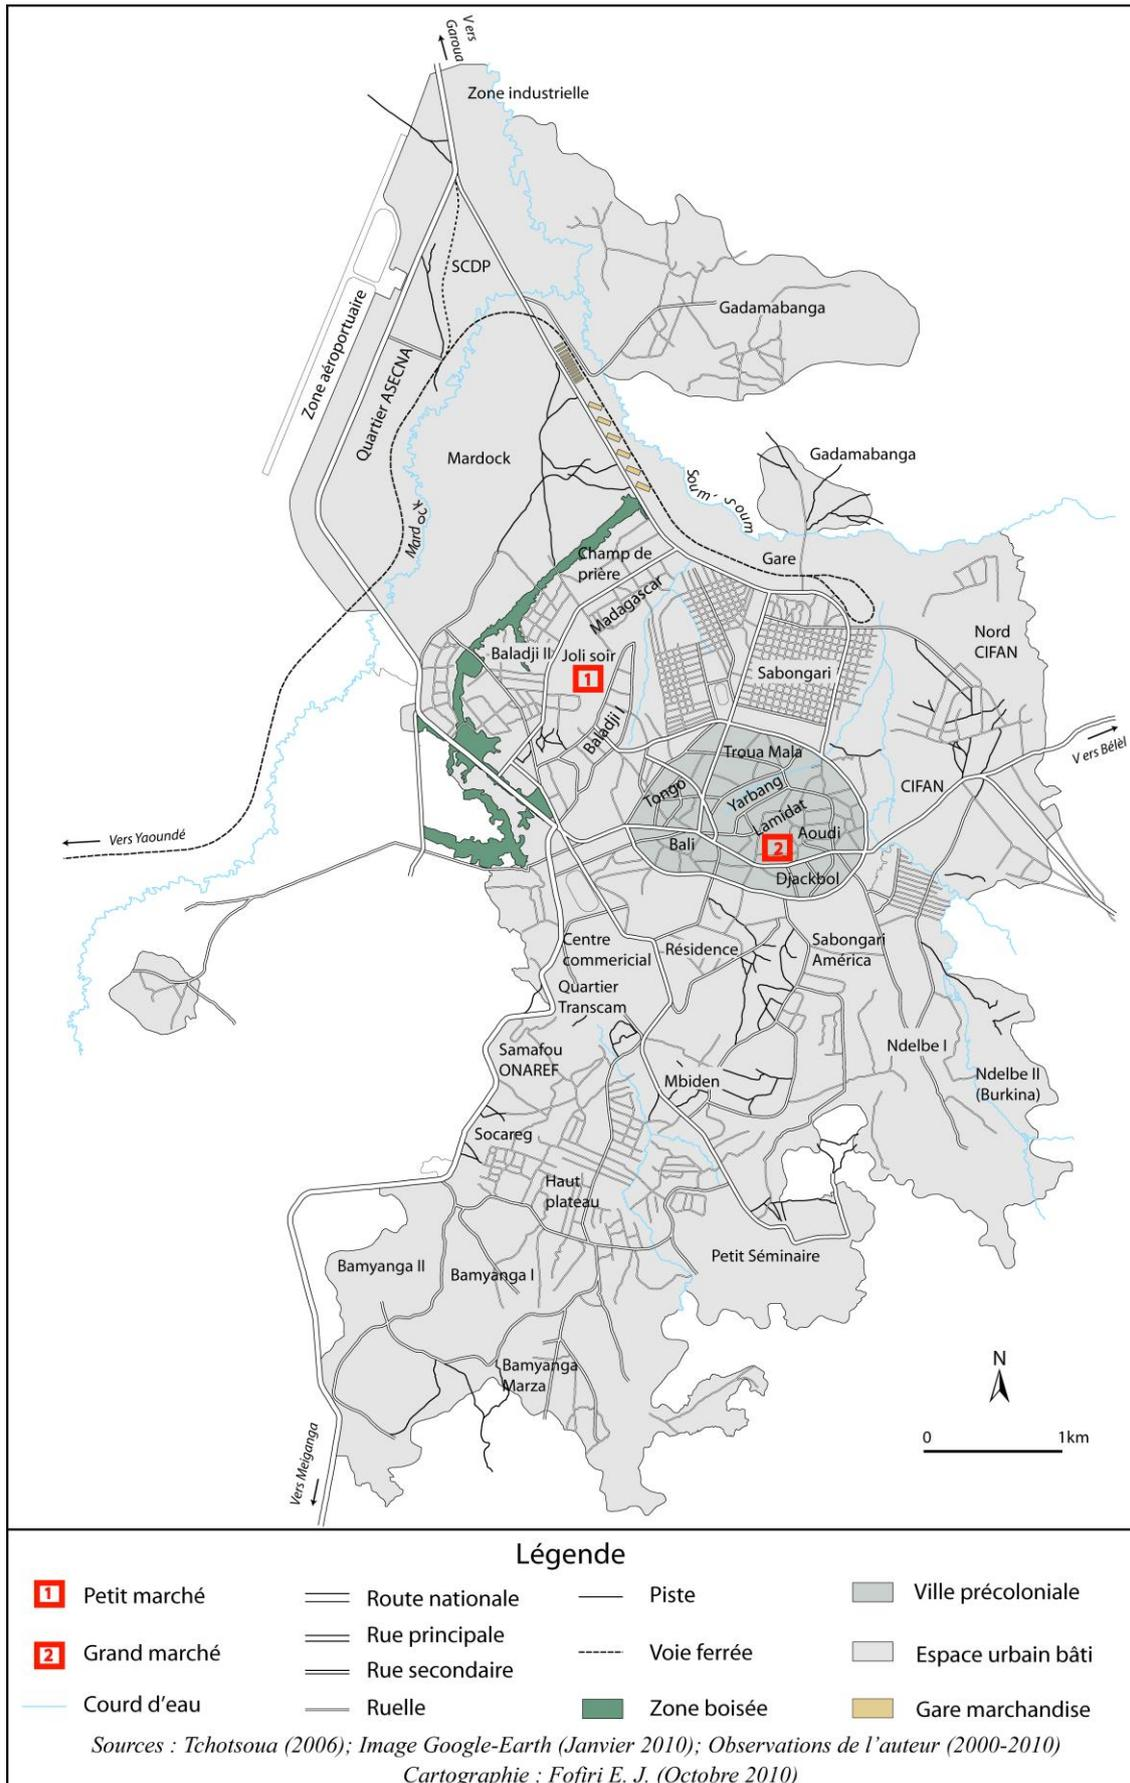 Vers
Garoua
Zone industrielle
SCDP
Zone aéroportuaire
Quartier ASECNA
Gadamabanga
Mardock
Mardock
Gadamabanga
Soum' Soum
Champ de
prière
Gare
Madagascar
Nord
CIFAN
Baladji II
Joli soir
1
Sabongari
Baladji I
Troua Mala
Vers Bélèl
CIFAN
Tongo
Yarbang
Lamidat
Aoudi
Vers Yaoundé
Bali
2
Djackbol
Centre
commericial
Résidence
Sabongari
América
Quartier
Transcam
Samafou
ONAREF
Ndelbe I
Mbiden
Ndelbe II
(Burkina)
Socareg
Haut
plateau
Bamyanga II
Bamyanga I
Petit Séminaire
Bamyanga
Marza
N
0 1km
Vers Meiganga
Légende
1 Petit marché
2 Grand marché
Courd d'eau
Route nationale
Rue principale
Rue secondaire
Ruelle
Piste
Voie ferrée
Zone boisée
Ville précoloniale
Espace urbain bâti
Gare marchandise
Sources : Tchotsoua (2006); Image Google-Earth (Janvier 2010); Observations de l'auteur (2000-2010)
Cartographie : Fofiri E. J. (Octobre 2010)